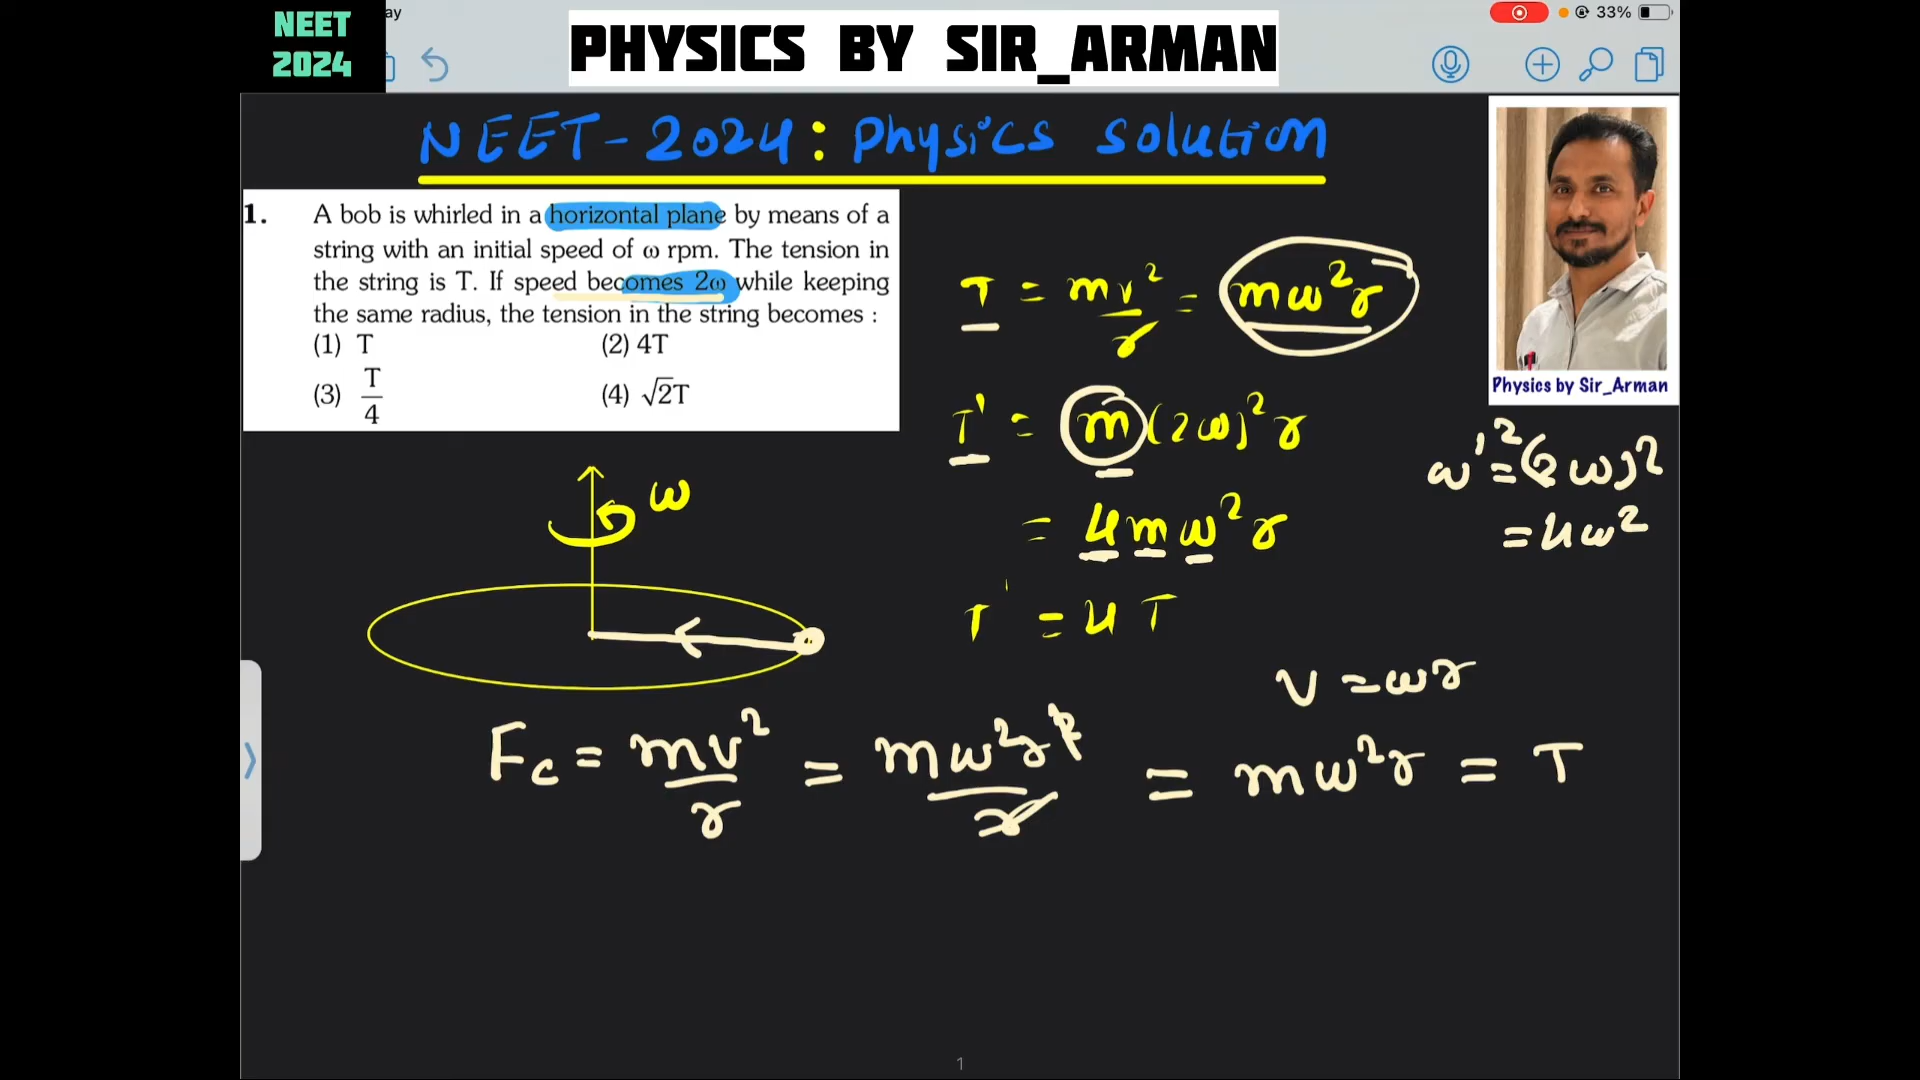 NEET
2024
ay
PHYSICS BY SIR_ARMAN
33%
NEET-2024: Physics solution
1. A bob is whirled in a horizontal plane by means of a
string with an initial speed of ω rpm. The tension in
the string is T. If speed becomes 2ω while keeping
the same radius, the tension in the string becomes :
(1) T (2) 4T
(3) T/4 (4) √2T
Physics by Sir_Arman
T = mv²/r = mω²r
T' = m(2ω)²r
= 4mω²r
T' = 4T
ω'² = (2ω)²
= 4ω²
ω
v = ωr
Fc = mv²/r = mω²r²/r = mω²r = T
1